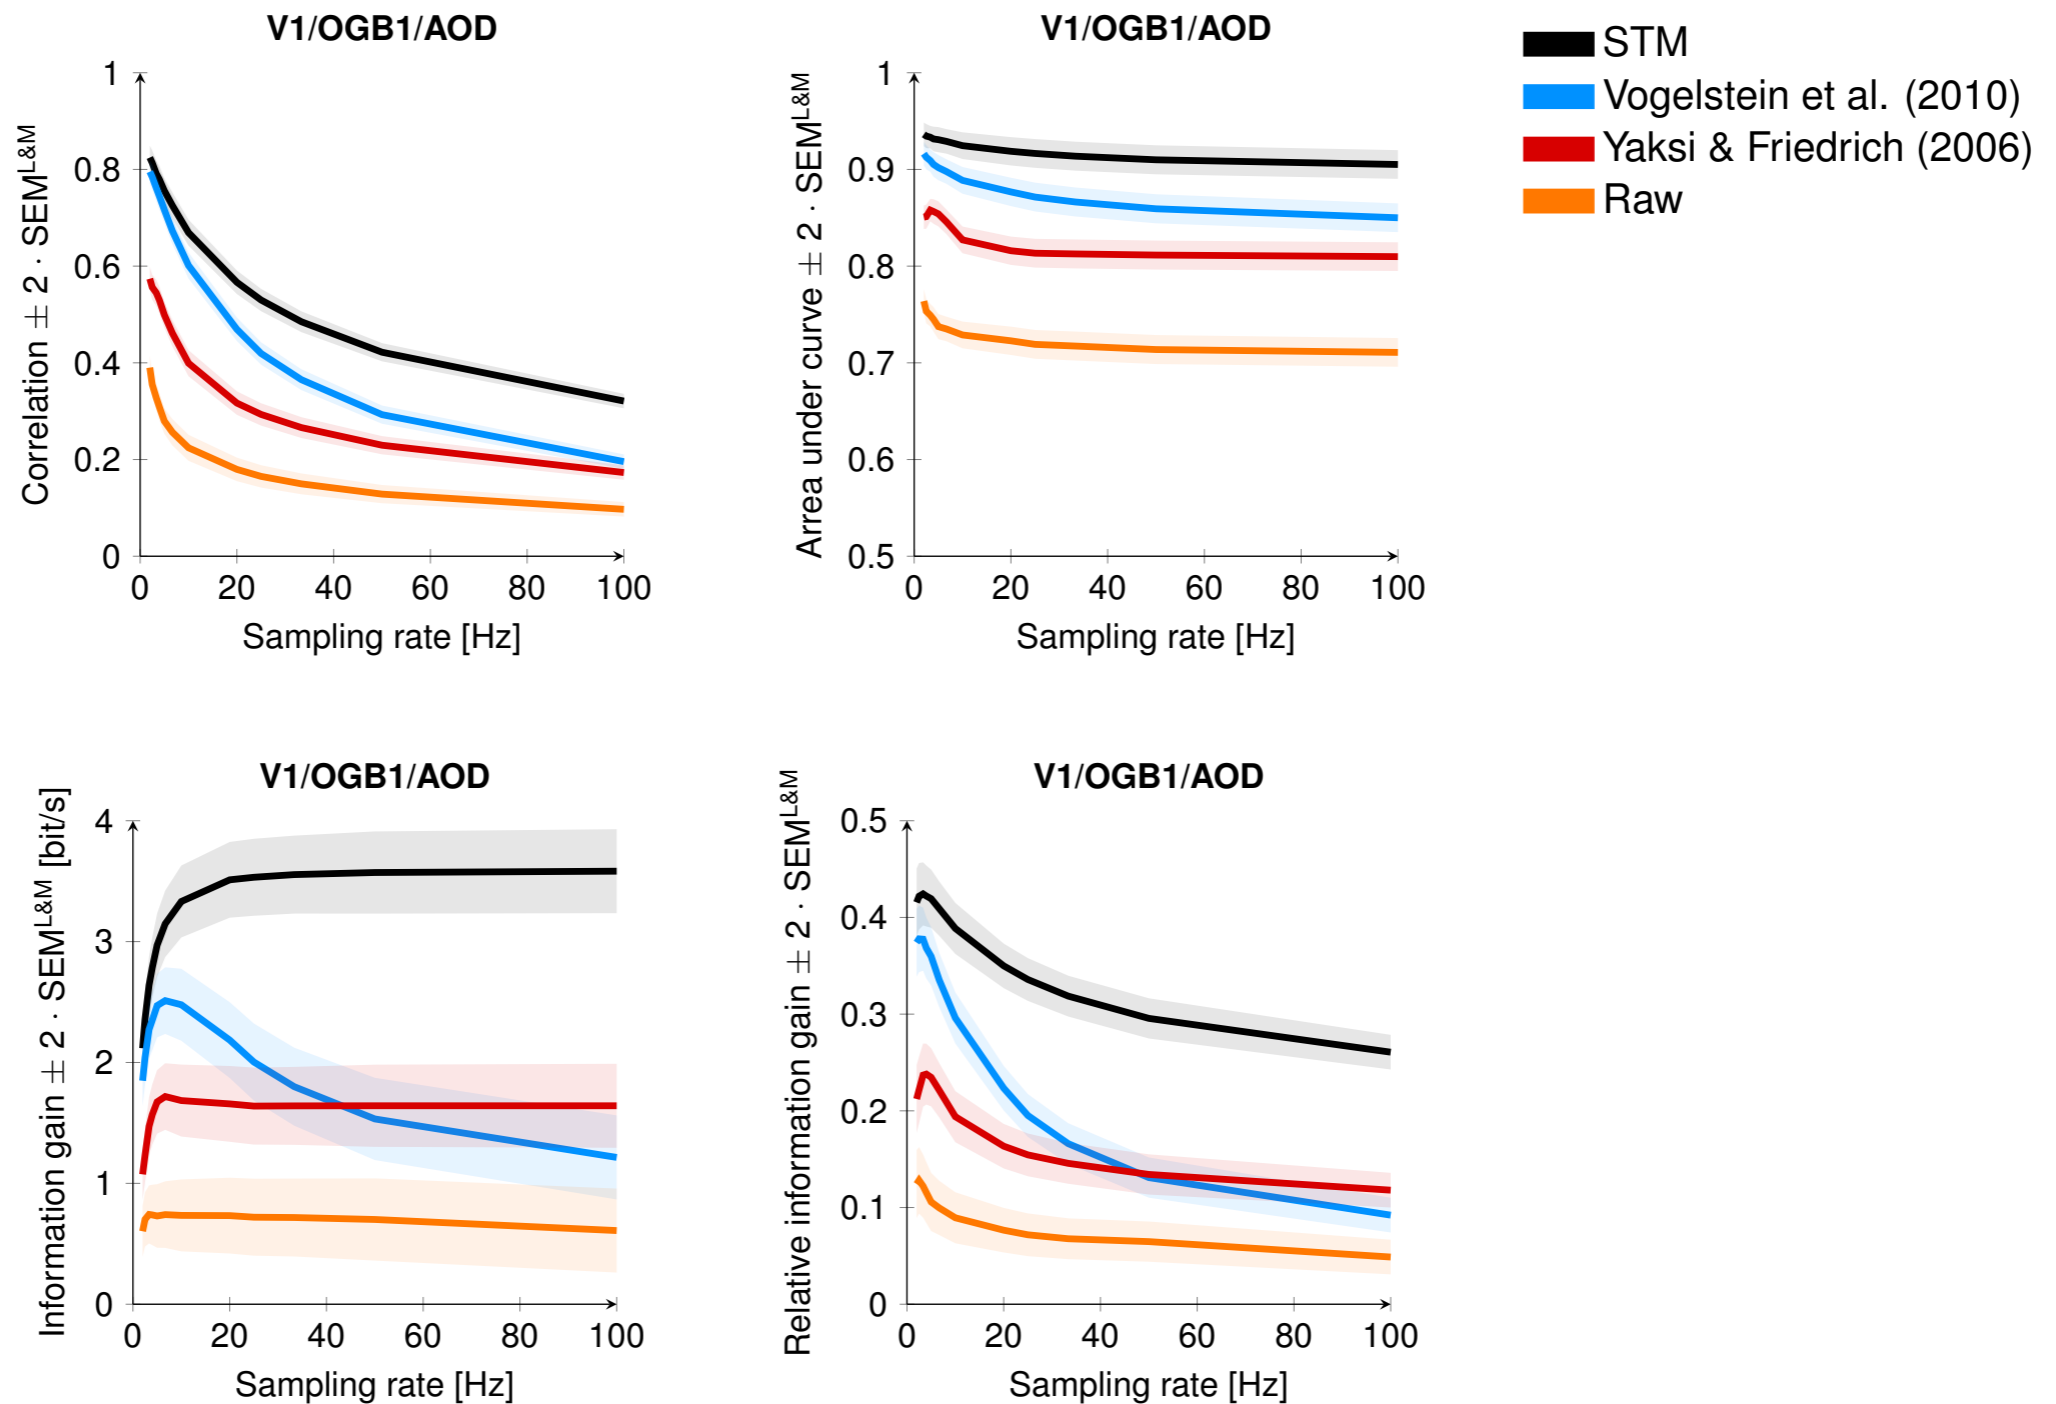 V1/OGB1/AOD
Correlation ± 2 · SEM^L&M
1
0.8
0.6
0.4
0.2
0
0 20 40 60 80 100
Sampling rate [Hz]
V1/OGB1/AOD
Arrea under curve ± 2 · SEM^L&M
1
0.9
0.8
0.7
0.6
0.5
0 20 40 60 80 100
Sampling rate [Hz]
STM
Vogelstein et al. (2010)
Yaksi & Friedrich (2006)
Raw
V1/OGB1/AOD
Information gain ± 2 · SEM^L&M [bit/s]
4
3
2
1
0
0 20 40 60 80 100
Sampling rate [Hz]
V1/OGB1/AOD
Relative information gain ± 2 · SEM^L&M
0.5
0.4
0.3
0.2
0.1
0
0 20 40 60 80 100
Sampling rate [Hz]